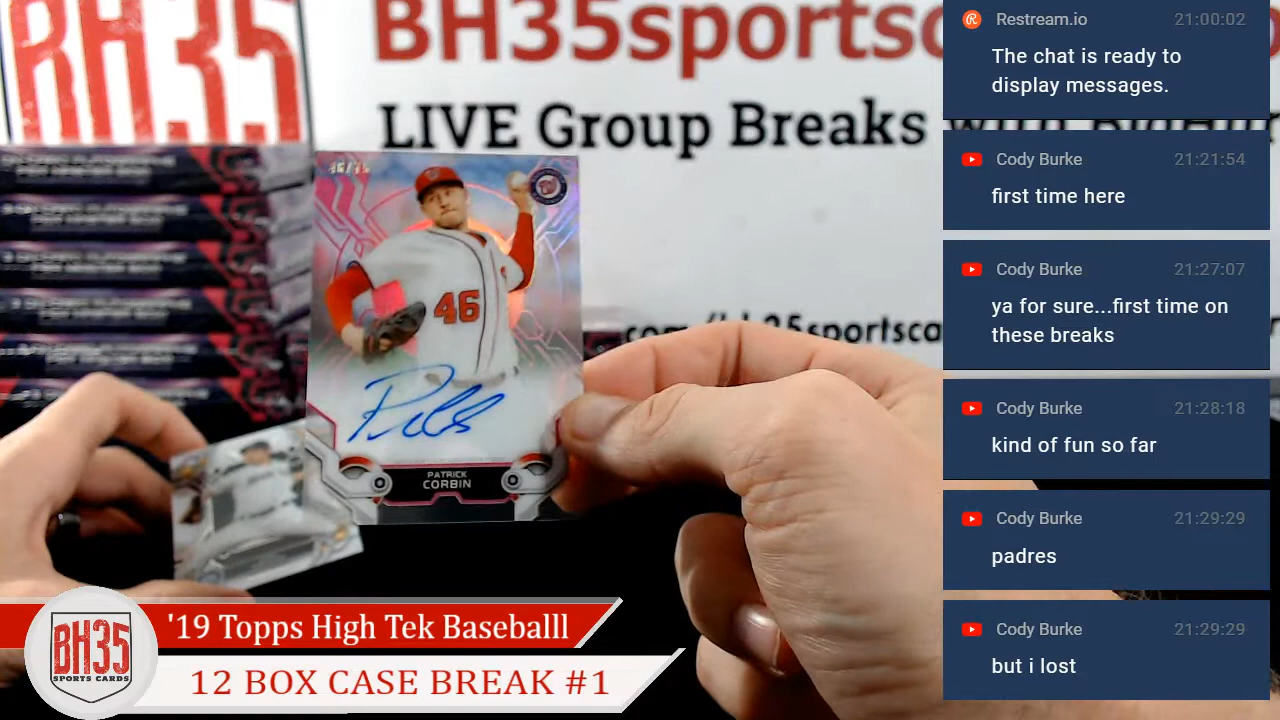 BH35
BH35sportsc
LIVE Group Breaks with
com/bh35sportsca
46
PATRICK
CORBIN
'19 Topps High Tek Baseballl
12 BOX CASE BREAK #1
BH35
SPORTS CARDS
Restream.io 21:00:02
The chat is ready to
display messages.
Cody Burke 21:21:54
first time here
Cody Burke 21:27:07
ya for sure...first time on
these breaks
Cody Burke 21:28:18
kind of fun so far
Cody Burke 21:29:29
padres
Cody Burke 21:29:29
but i lost